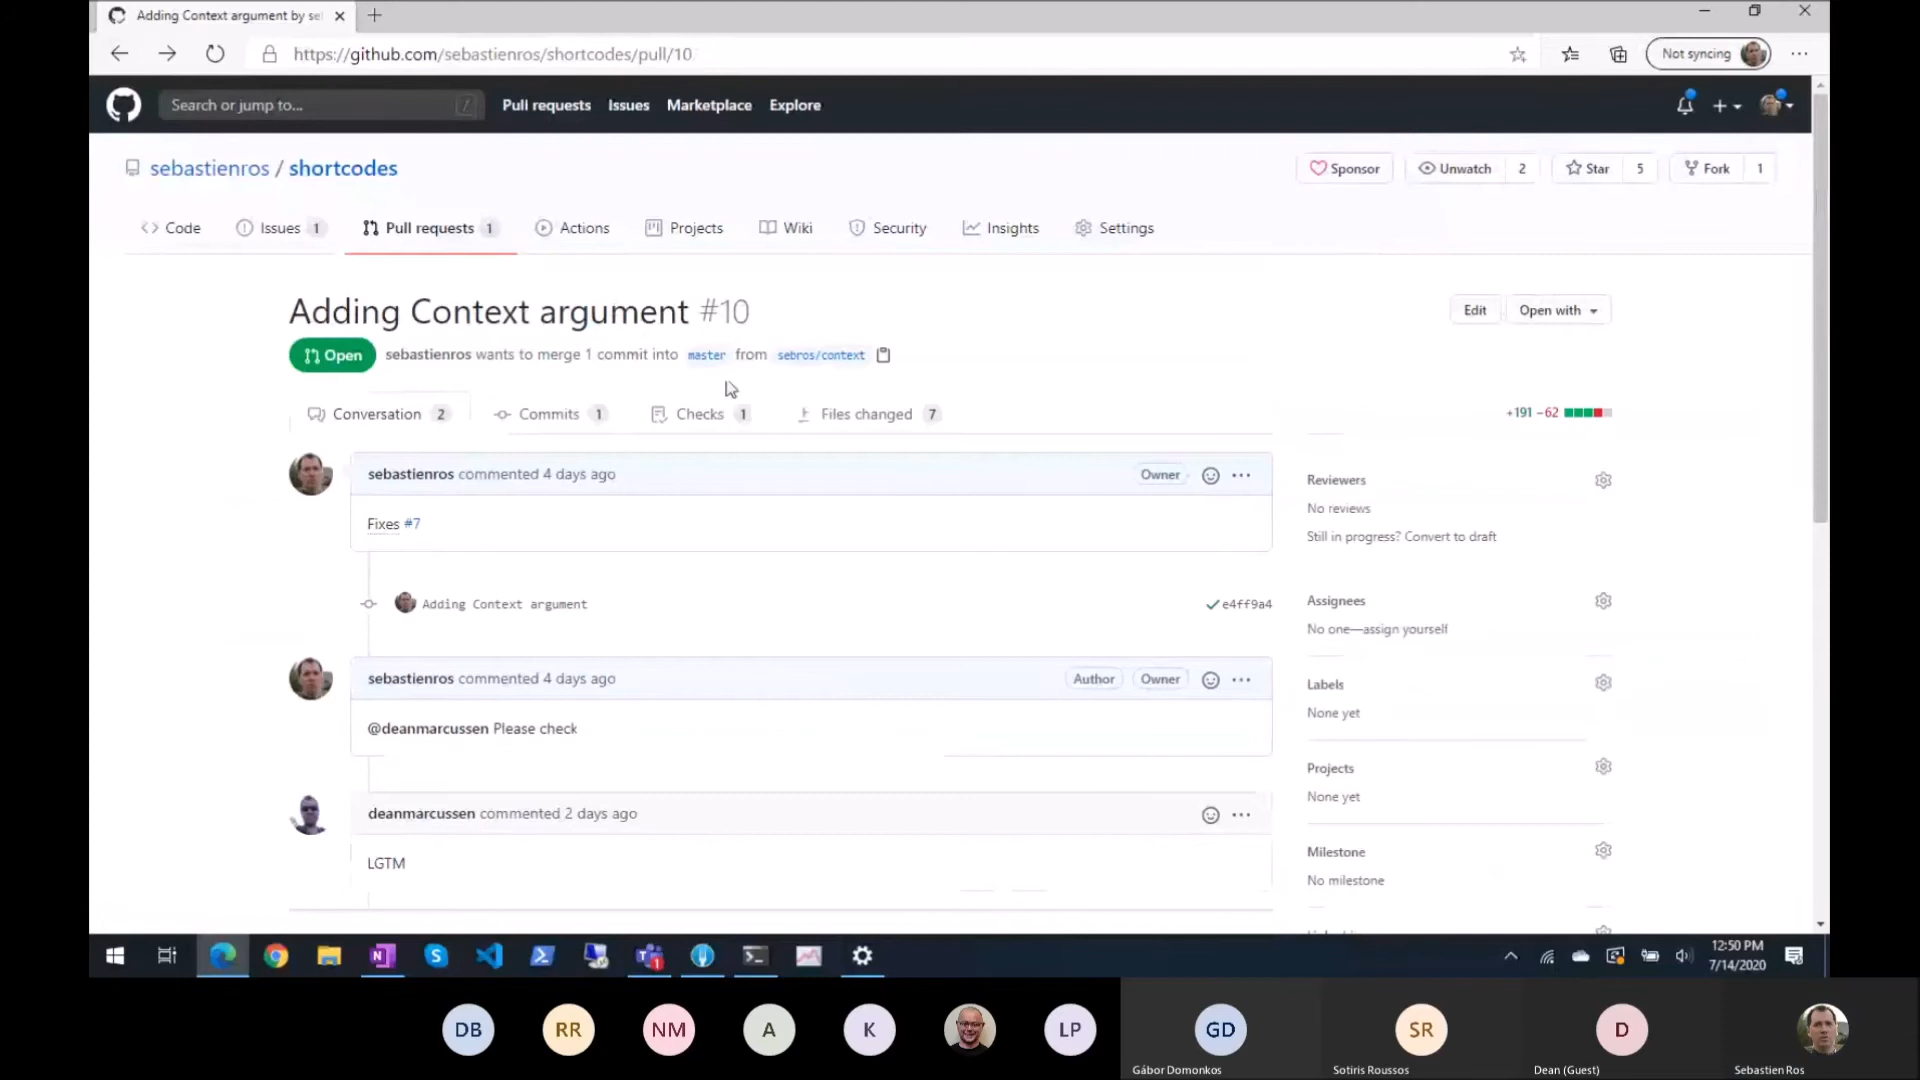 Adding Context argument by se
https://github.com/sebastienros/shortcodes/pull/10
Not syncing
Search or jump to...
/
Pull requests
Issues
Marketplace
Explore
sebastienros / shortcodes
Sponsor
Unwatch 2
Star 5
Fork 1
Code
Issues 1
Pull requests 1
Actions
Projects
Wiki
Security
Insights
Settings
Adding Context argument #10
Edit
Open with
Open
sebastienros wants to merge 1 commit into master from sebros/context
Conversation 2
Commits 1
Checks 1
Files changed 7
+191 −62
sebastienros commented 4 days ago
Owner
Fixes #7
Adding Context argument
e4ff9a4
sebastienros commented 4 days ago
Author
Owner
@deanmarcussen Please check
deanmarcussen commented 2 days ago
LGTM
Reviewers
No reviews
Still in progress? Convert to draft
Assignees
No one—assign yourself
Labels
None yet
Projects
None yet
Milestone
No milestone
12:50 PM
7/14/2020
DB
RR
NM
A
K
LP
GD
SR
D
Gábor Domonkos
Sotiris Roussos
Dean (Guest)
Sebastien Ros